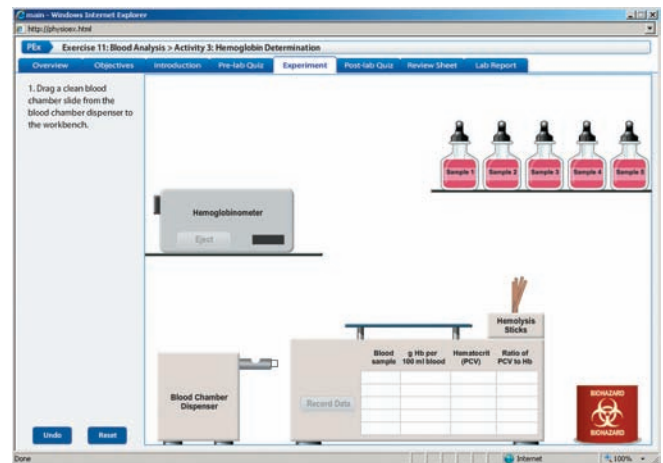 main - Windows Internet Explorer
http://physioex.html
PEx Exercise 11: Blood Analysis > Activity 3: Hemoglobin Determination
Overview Objectives Introduction Pre-lab Quiz Experiment Post-lab Quiz Review Sheet Lab Report
1. Drag a clean blood
chamber slide from the
blood chamber dispenser to
the workbench.
Sample 1 Sample 2 Sample 3 Sample 4 Sample 5
Hemoglobinometer
Eject
Hemolysis
Sticks
Blood
sample
g Hb per
100 ml blood
Hematocrit
(PCV)
Ratio of
PCV to Hb
Record Data
Blood Chamber
Dispenser
BIOHAZARD
BIOHAZARD
Undo Reset
Done Internet 100%